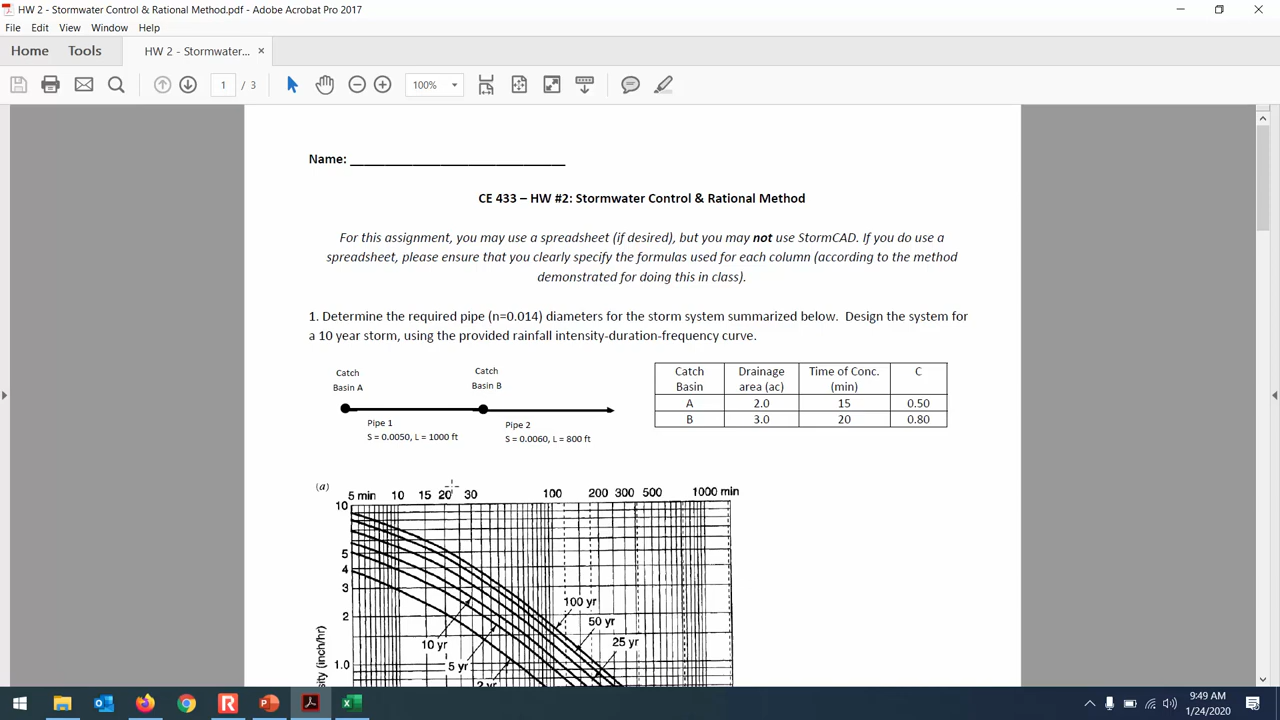 HW 2 - Stormwater Control & Rational Method.pdf - Adobe Acrobat Pro 2017
File Edit View Window Help
Home Tools HW 2 - Stormwater... ×
1 / 3 100%
Name: ______________________________
CE 433 – HW #2: Stormwater Control & Rational Method
For this assignment, you may use a spreadsheet (if desired), but you may not use StormCAD. If you do use a
spreadsheet, please ensure that you clearly specify the formulas used for each column (according to the method
demonstrated for doing this in class).
1. Determine the required pipe (n=0.014) diameters for the storm system summarized below. Design the system for
a 10 year storm, using the provided rainfall intensity-duration-frequency curve.
Catch
Basin A
Catch
Basin B
Pipe 1
S = 0.0050, L = 1000 ft
Pipe 2
S = 0.0060, L = 800 ft
Catch Basin Drainage area (ac) Time of Conc. (min) C
A 2.0 15 0.50
B 3.0 20 0.80
(a)
5 min 10 15 20 30 100 200 300 500 1000 min
10
5
4
3
2
1.0
100 yr
50 yr
25 yr
10 yr
5 yr
(inch/hr)
9:49 AM
1/24/2020